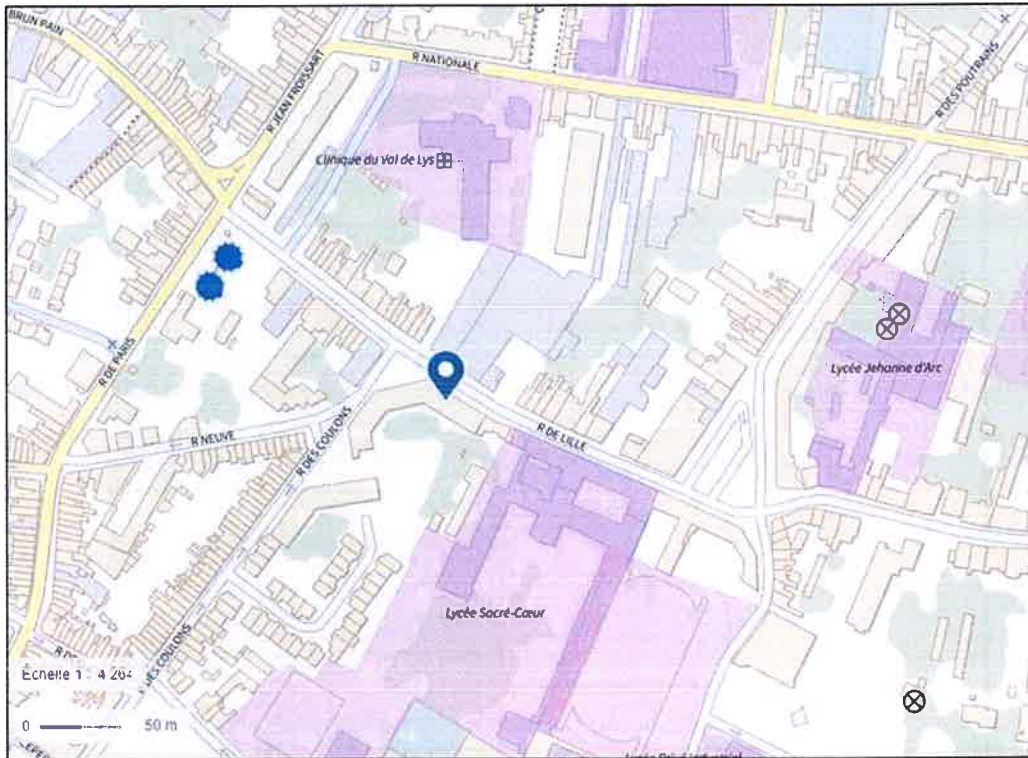 BRUN PAIN
R JEAN FROISSART
R NATIONALE
R DES POUTRAINS
Clinique du Val de Lys
Lycée Jehanne d'Arc
R DE PARIS
R NEUVE
R DES COULONS
R DE LILLE
Lycée Sacré-Cœur
R DES COULONS
Echelle 1 : 4 264
0 50 m